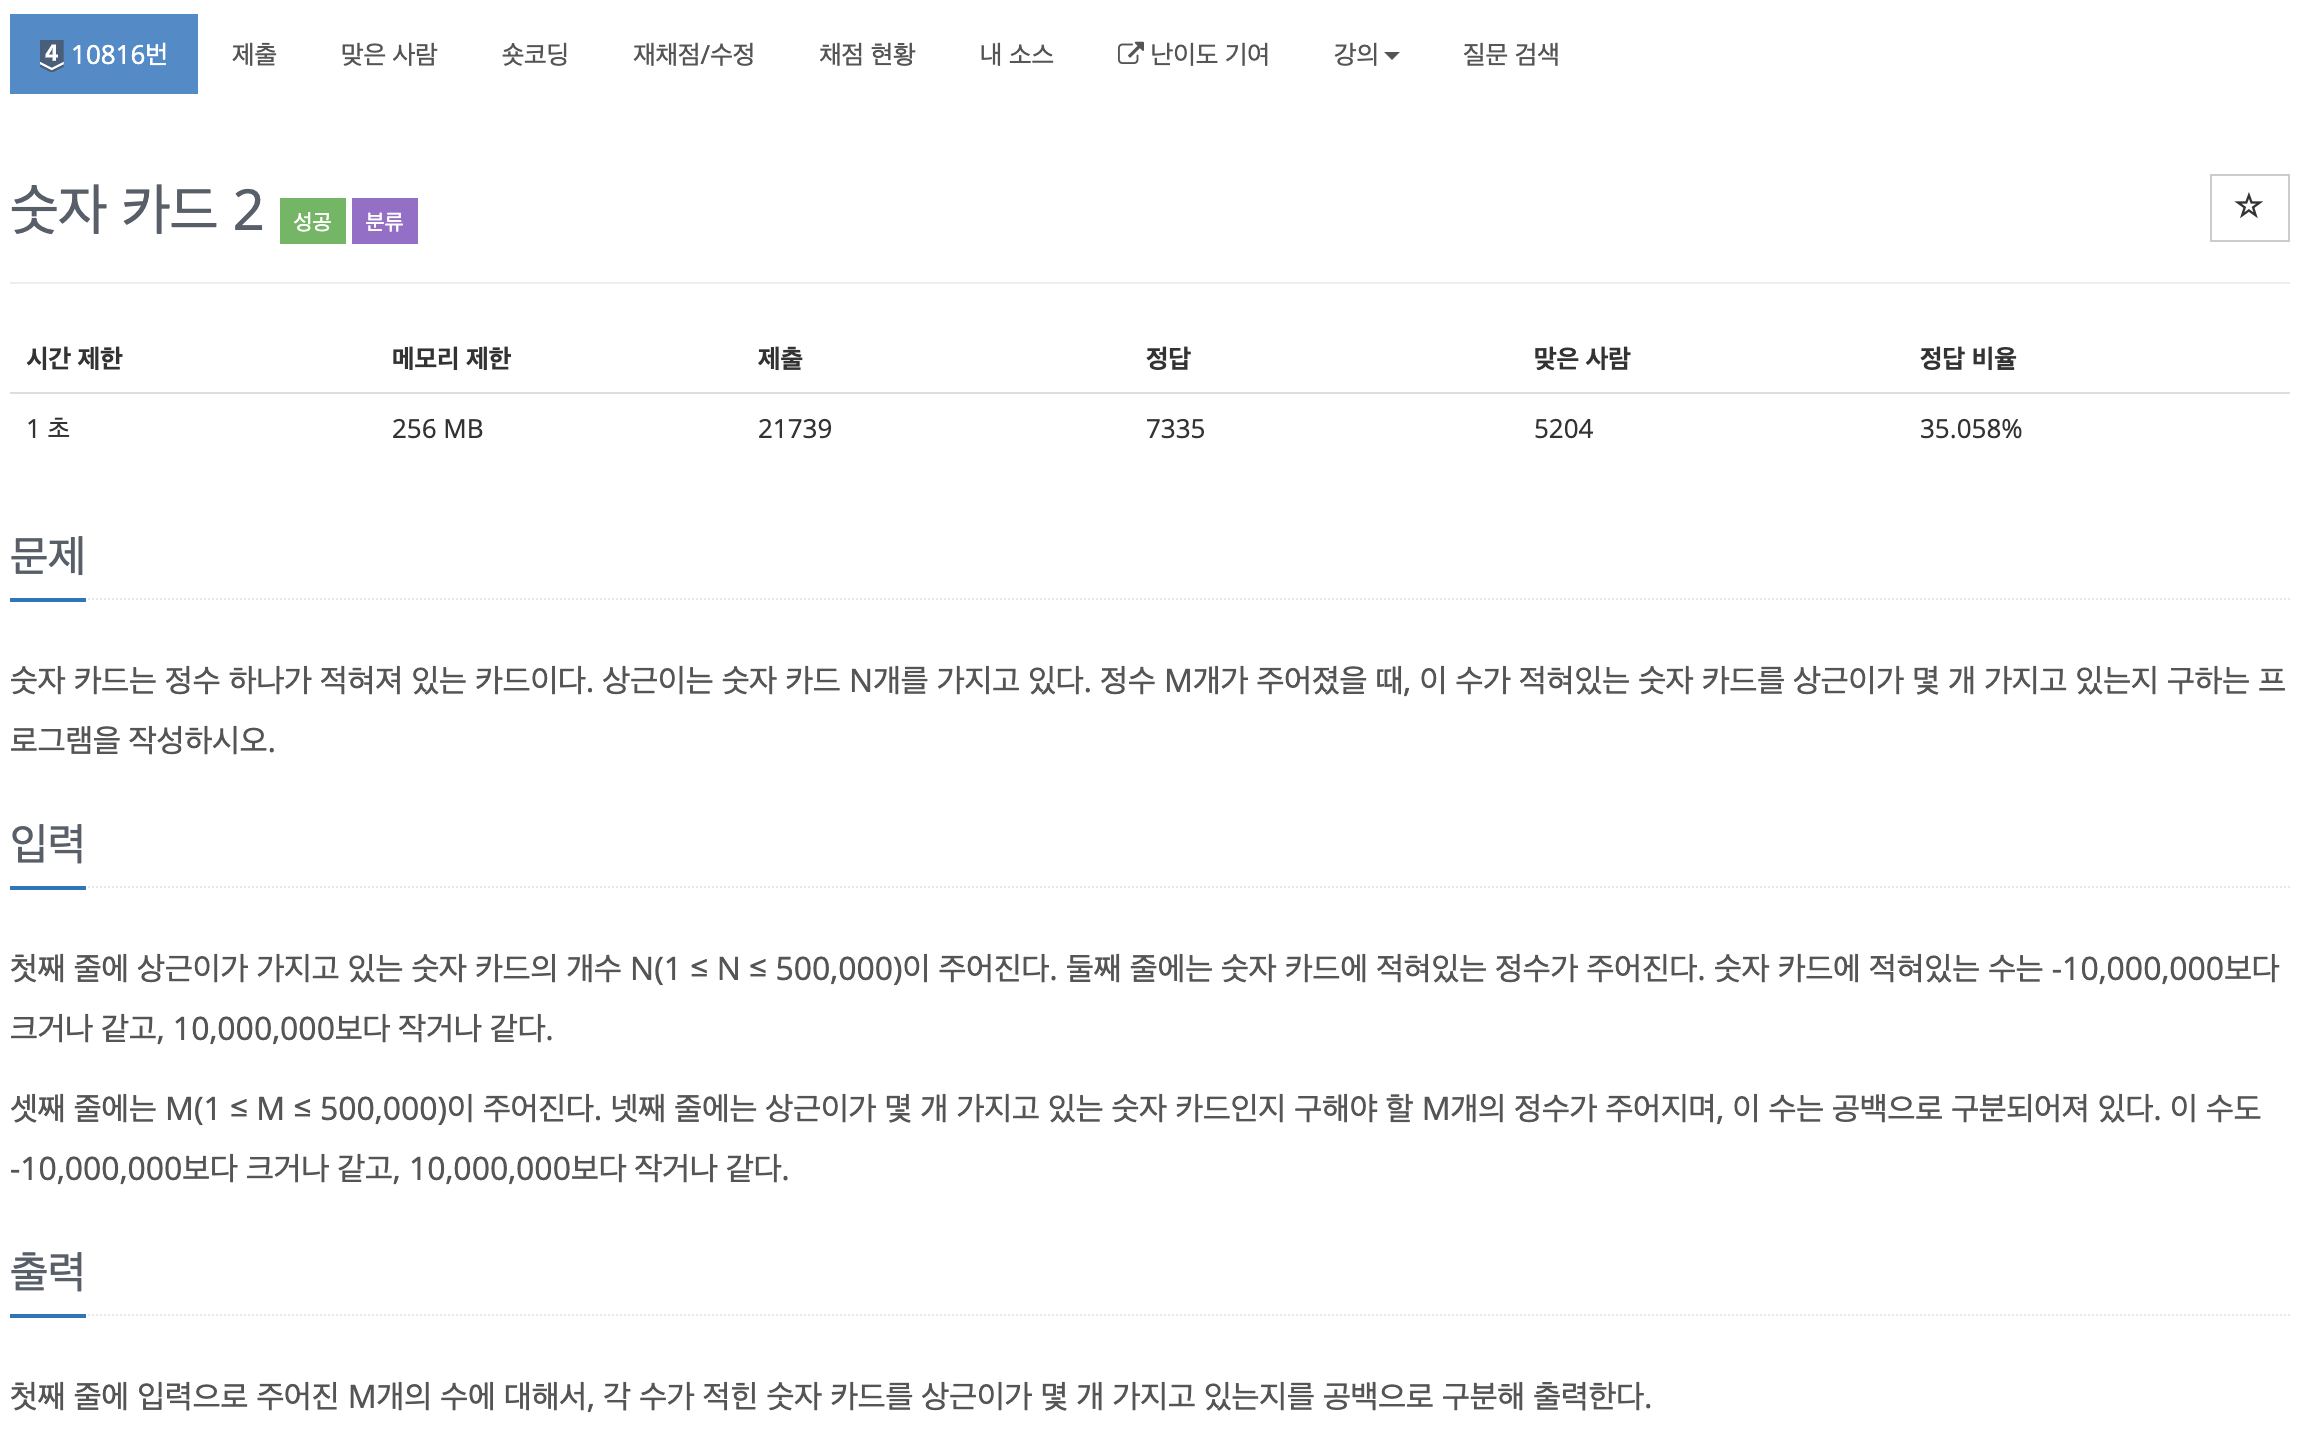 4 10816번 제출 맞은 사람 숏코딩 재채점/수정 채점 현황 내 소스 난이도 기여 강의 질문 검색
숫자 카드 2 성공 분류
시간 제한 메모리 제한 제출 정답 맞은 사람 정답 비율
1 초 256 MB 21739 7335 5204 35.058%
문제
숫자 카드는 정수 하나가 적혀져 있는 카드이다. 상근이는 숫자 카드 N개를 가지고 있다. 정수 M개가 주어졌을 때, 이 수가 적혀있는 숫자 카드를 상근이가 몇 개 가지고 있는지 구하는 프
로그램을 작성하시오.
입력
첫째 줄에 상근이가 가지고 있는 숫자 카드의 개수 N(1 ≤ N ≤ 500,000)이 주어진다. 둘째 줄에는 숫자 카드에 적혀있는 정수가 주어진다. 숫자 카드에 적혀있는 수는 -10,000,000보다
크거나 같고, 10,000,000보다 작거나 같다.
셋째 줄에는 M(1 ≤ M ≤ 500,000)이 주어진다. 넷째 줄에는 상근이가 몇 개 가지고 있는 숫자 카드인지 구해야 할 M개의 정수가 주어지며, 이 수는 공백으로 구분되어져 있다. 이 수도
-10,000,000보다 크거나 같고, 10,000,000보다 작거나 같다.
출력
첫째 줄에 입력으로 주어진 M개의 수에 대해서, 각 수가 적힌 숫자 카드를 상근이가 몇 개 가지고 있는지를 공백으로 구분해 출력한다.